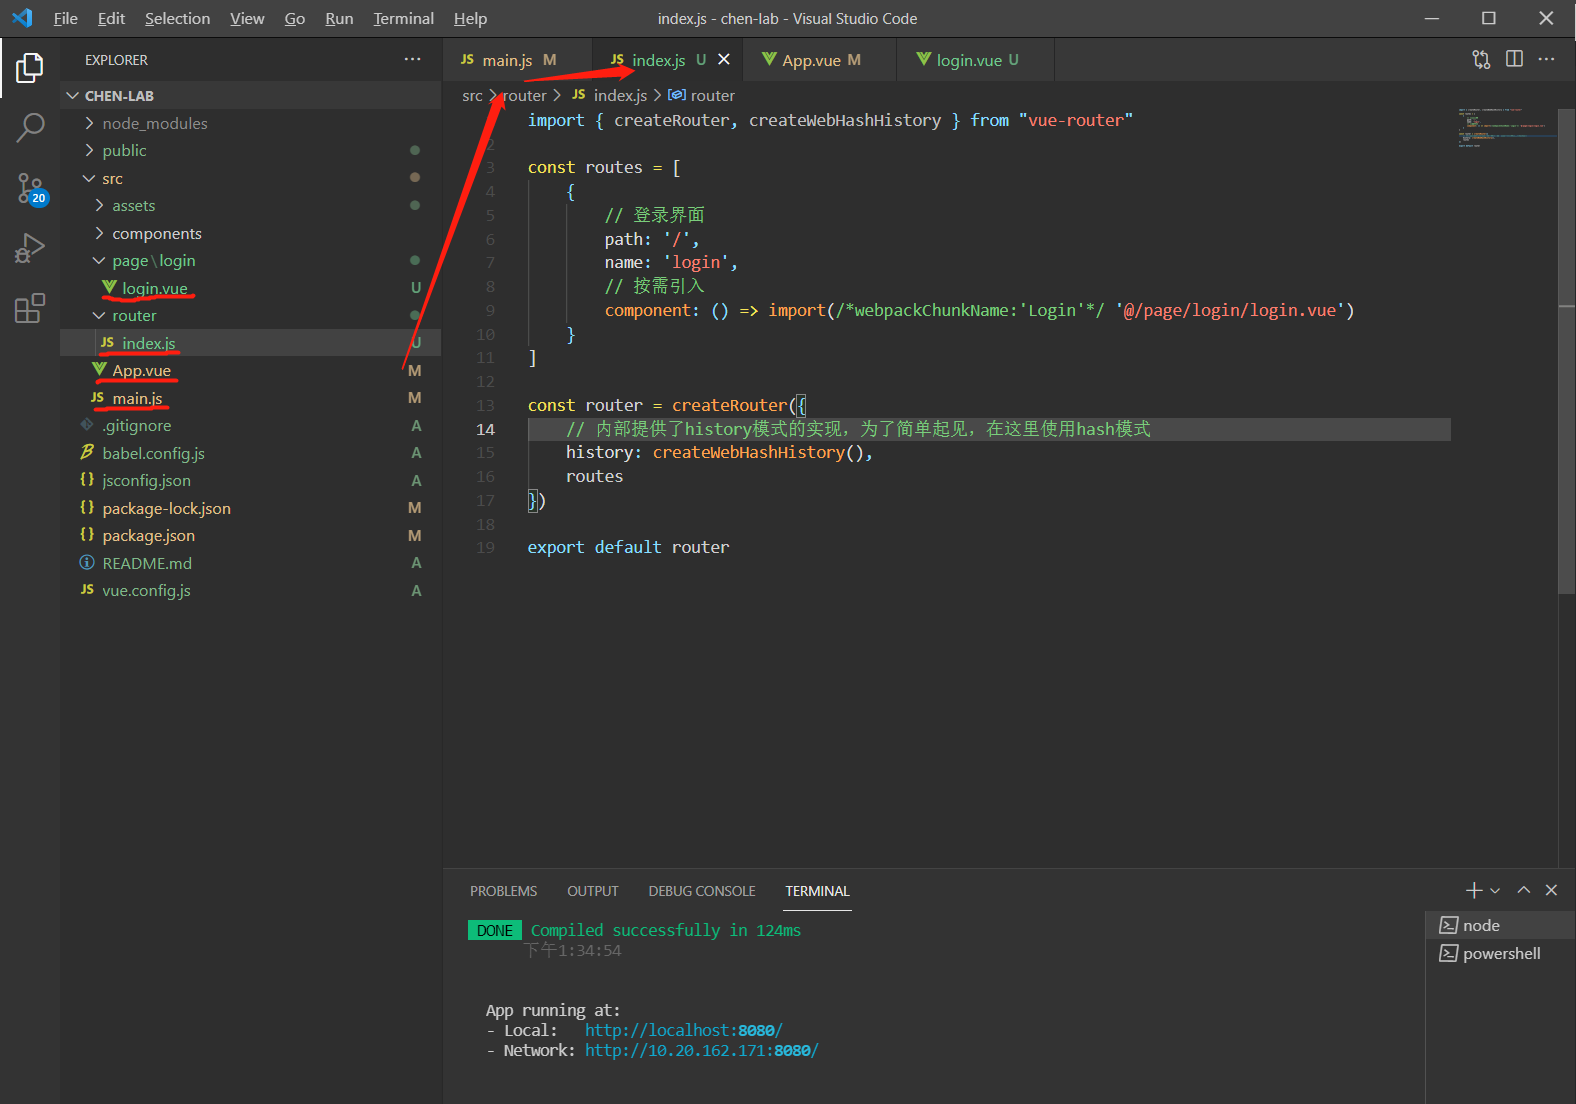 File Edit Selection View Go Run Terminal Help
index.js - chen-lab - Visual Studio Code
EXPLORER
CHEN-LAB
node_modules
public
src
assets
components
page\login
login.vue U
router
JS index.js U
App.vue M
JS main.js M
.gitignore A
babel.config.js A
{} jsconfig.json A
{} package-lock.json M
{} package.json M
README.md A
JS vue.config.js A
20
JS main.js M
JS index.js U
App.vue M
login.vue U
src > router > JS index.js > router
import { createRouter, createWebHashHistory } from "vue-router"
2
3 const routes = [
4 {
5 // 登录界面
6 path: '/',
7 name: 'login',
8 // 按需引入
9 component: () => import(/*webpackChunkName:'Login'*/ '@/page/login/login.vue')
10 }
11 ]
12
13 const router = createRouter({
14 // 内部提供了history模式的实现，为了简单起见，在这里使用hash模式
15 history: createWebHashHistory(),
16 routes
17 })
18
19 export default router
PROBLEMS OUTPUT DEBUG CONSOLE TERMINAL
DONE Compiled successfully in 124ms
下午1:34:54
App running at:
- Local: http://localhost:8080/
- Network: http://10.20.162.171:8080/
node
powershell